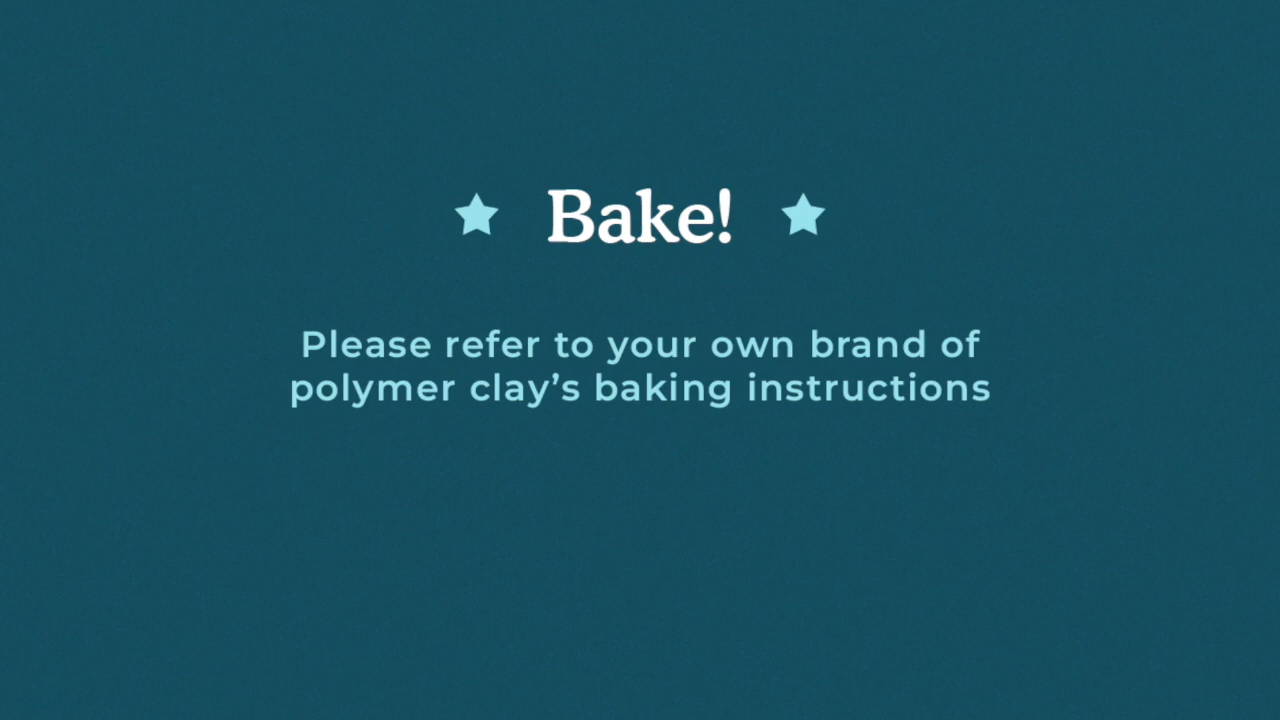 Bake!
Please refer to your own brand of
polymer clay’s baking instructions